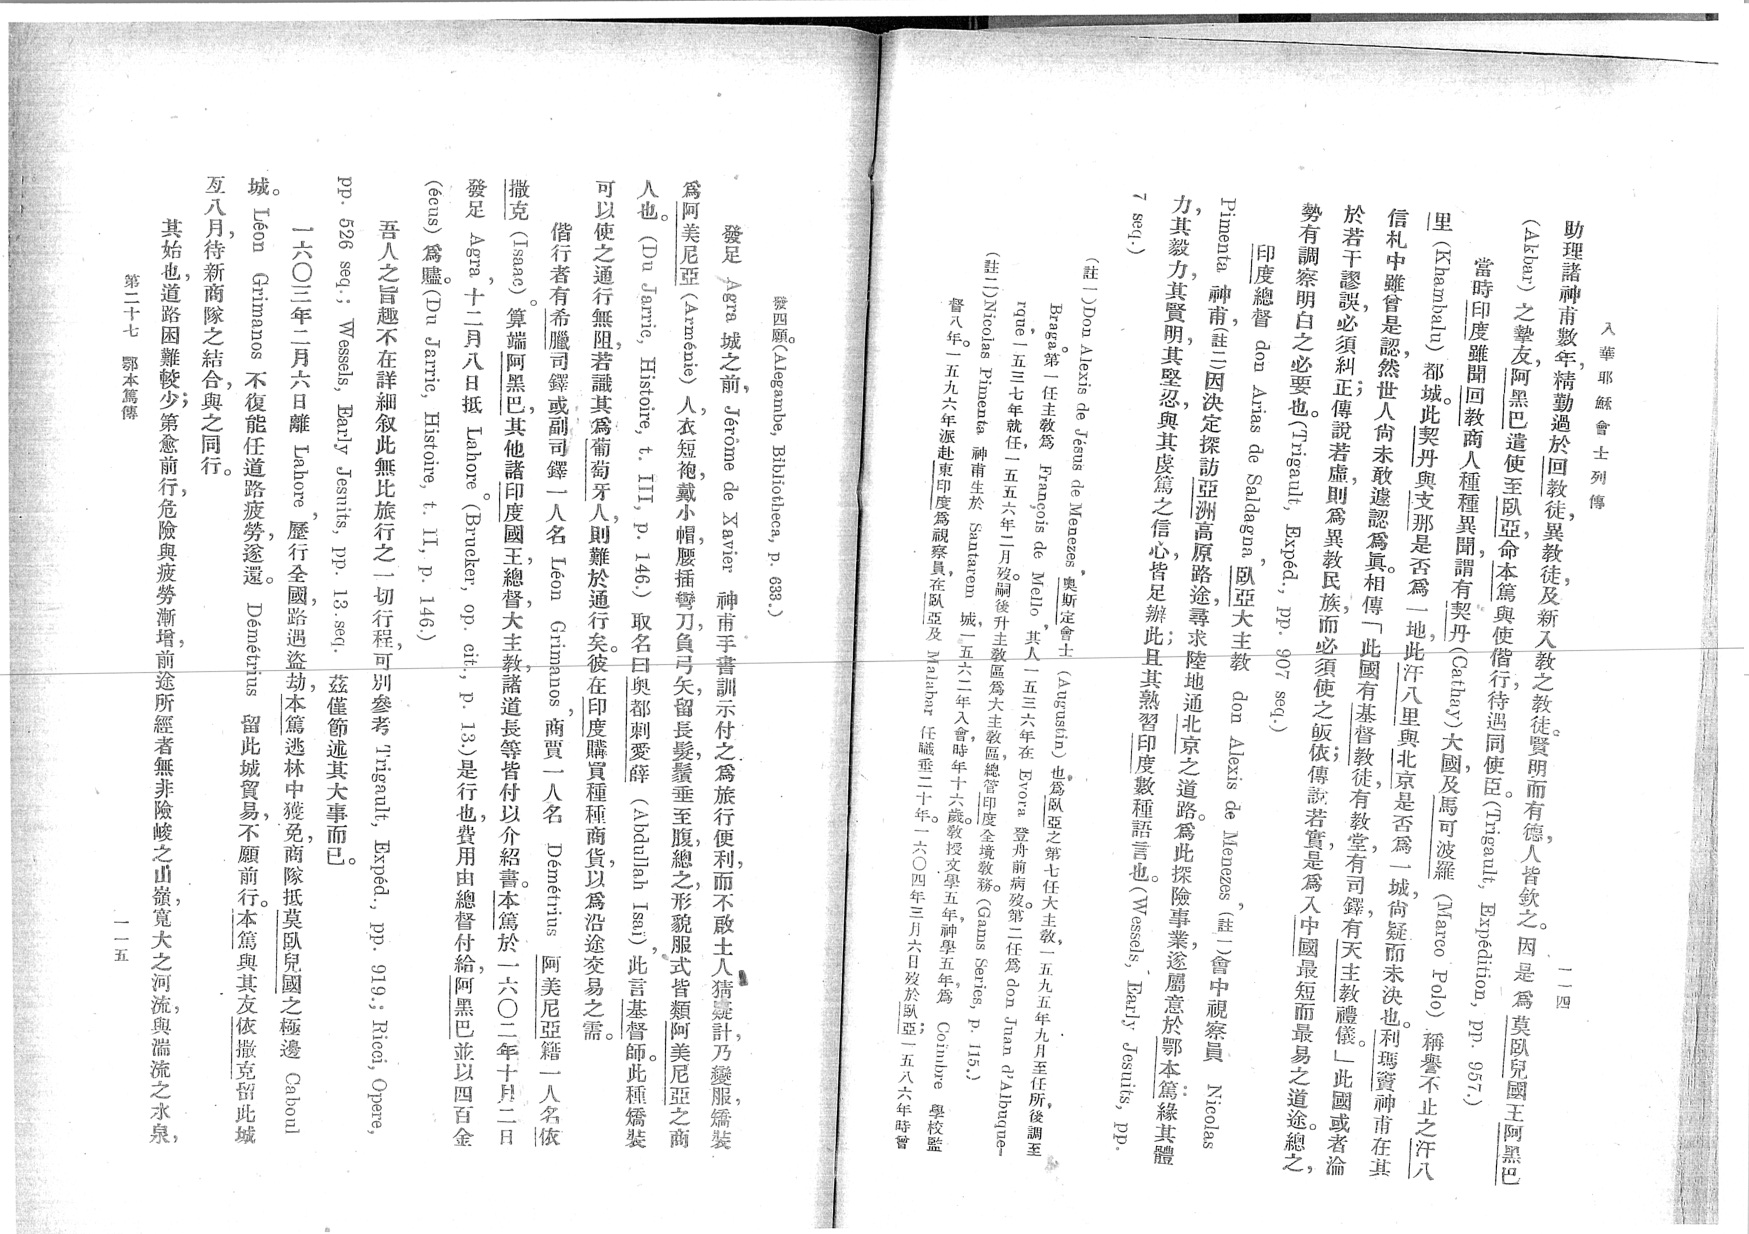 入華耶穌會士列傳
一一四
助理諸神甫數年,精勤過於回教徒,異教徒,及新入教之教徒。賢明而有德,人皆欽之。因是爲莫臥兒國王阿黑巴
(Akbar) 之摯友,阿黑巴遣使至臥亞,命本篤與使偕行,待遇同使臣。(Trigault, Expédition, pp. 957.)
當時印度雖聞回教商人種種異聞,謂有契丹(Cathay)大國,及馬可波羅 (Marco Polo) 稱譽不止之汗八
里 (Khambalu) 都城。此契丹與支那是否爲一地,此汗八里與北京是否爲一城,尙疑而未決也。利瑪竇神甫在其
信札中雖曾是認,然世人尙未敢遽認爲眞。相傳「此國有基督教徒,有教堂,有司鐸,有天主教禮儀。」此國或者淪
於若干謬誤,必須糾正;傳說若虛,則爲異教民族,而必須使之皈依;傳說若實,是爲入中國最短而最易之道途。總之,
勢有調察明白之必要也。(Trigault, Expéd., pp. 907 seq.)
印度總督 don Arias de Saldagna,臥亞大主教 don Alexis de Menezes (註一)會中視察員 Nicolas
Pimenta 神甫(註二)因決定探訪亞洲高原路途,尋求陸地通北京之道路。爲此探險事業,遂屬意於鄂本篤,緣其體
力,其毅力,其賢明,其堅忍,與其虔篤之信心,皆足辦此;且其熟習印度數種語言也。(Wessels, Early Jesuits, pp.
7 seq.)
(註一)Don Alexis de Jésus de Menezes,奧斯定會士 (Augustin) 也。爲臥亞之第七任大主教,一五九五年九月至任所,後調至
Braga。第一任主教爲 François de Mello,其人一五三六年在 Evora 登舟前病歿。第二任爲 don Juan d'Albuque-
rque,一五三七年就任,一五五六年二月歿。嗣後升主教區爲大主教區,總管印度全境教務。(Gams Series, p. 115.)
(註二)Nicolas Pimenta 神甫生於 Santarem 城,一五六二年入會時年十六歲。教授文學五年,神學五年,爲 Coïmbre 學校監
督八年。一五九六年派赴東印度爲視察員,在臥亞及 Malabar 任職垂二十年。一六〇四年三月六日歿於臥亞;一五八六年時曾
發四願。(Alegambe, Bibliotheca, p. 633.)
發足 Agra 城之前,Jérôme de Xavier 神甫手書訓示付之。爲旅行便利,而不啟土人猜疑計,乃變服,矯裝
爲阿美尼亞 (Arménie) 人,衣短袍,戴小帽,腰插彎刀,負弓矢,留長髮,鬚垂至腹,總之,形貌服式皆類阿美尼亞之商
人也。(Du Jarric, Histoire, t. III, p. 146.) 取名曰奧都剌愛薛 (Abdullah Isaï),此言基督師。此種矯裝
可以使之通行無阻,若識其爲葡萄牙人,則難於通行矣。彼在印度購買種種商貨,以爲沿途交易之需。
偕行者有希臘司鐸或副司鐸一人名 Léon Grimanos,商賈一人名 Démétrius,阿美尼亞籍一人名依
撒克 (Isaac)。算端阿黑巴,其他諸印度國王,總督,大主教,諸道長等皆付以介紹書。本篤於一六〇二年十月二日
發足 Agra,十二月八日抵 Lahore。(Brucker, op. cit., p. 13.)是行也,費用由總督付給,阿黑巴並以四百金
(écus) 爲贐。(Du Jarric, Histoire, t. II, p. 146.)
吾人之旨趣不在詳細叙此無比旅行之一切行程,可別參考 Trigault, Expéd., pp. 919.; Ricci, Opere,
pp. 526 seq.; Wessels, Early Jesnits, pp. 13.seq. 茲僅節述其大事而已。
一六〇三年二月六日離 Lahore,歷行全國,路遇盜劫,本篤逃林中獲免,商隊抵莫臥兒國之極邊 Caboul
城。Léon Grimanos 不復能任道路疲勞,遂還。Démétrius 留此城貿易,不願前行。本篤與其友依撒克留此城
亙八月,待新商隊之結合,與之同行。
其始也,道路困難較少;第愈前行,危險與疲勞漸增,前途所經者無非險峻之山嶺,寬大之河流,與湍流之水泉,
第二十七 鄂本篤傳
一一五